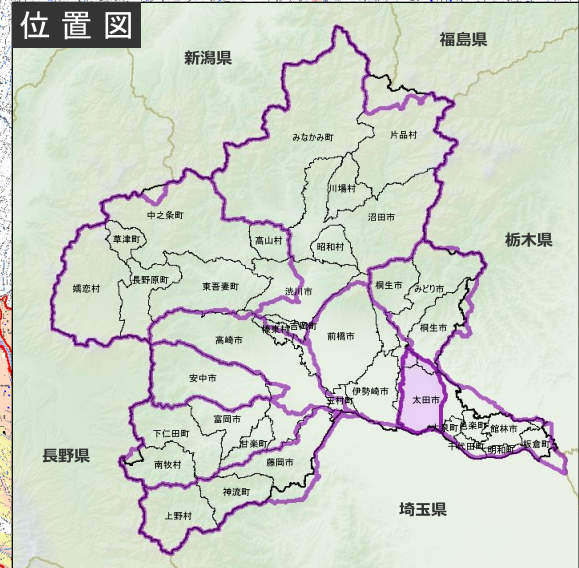 位置図
福島県
新潟県
みなかみ町
片品村
川場村
沼田市
中之条町
草津町
高山村
昭和村
栃木県
嬬恋村
長野原町
東吾妻町
渋川市
桐生市
みどり市
桐生市
榛東村
吉岡町
前橋市
高崎市
安中市
伊勢崎市
玉村町
太田市
富岡市
下仁田町
甘楽町
大泉町
邑楽町
館林市
板倉町
千代田町
明和町
長野県
南牧村
藤岡市
神流町
上野村
埼玉県